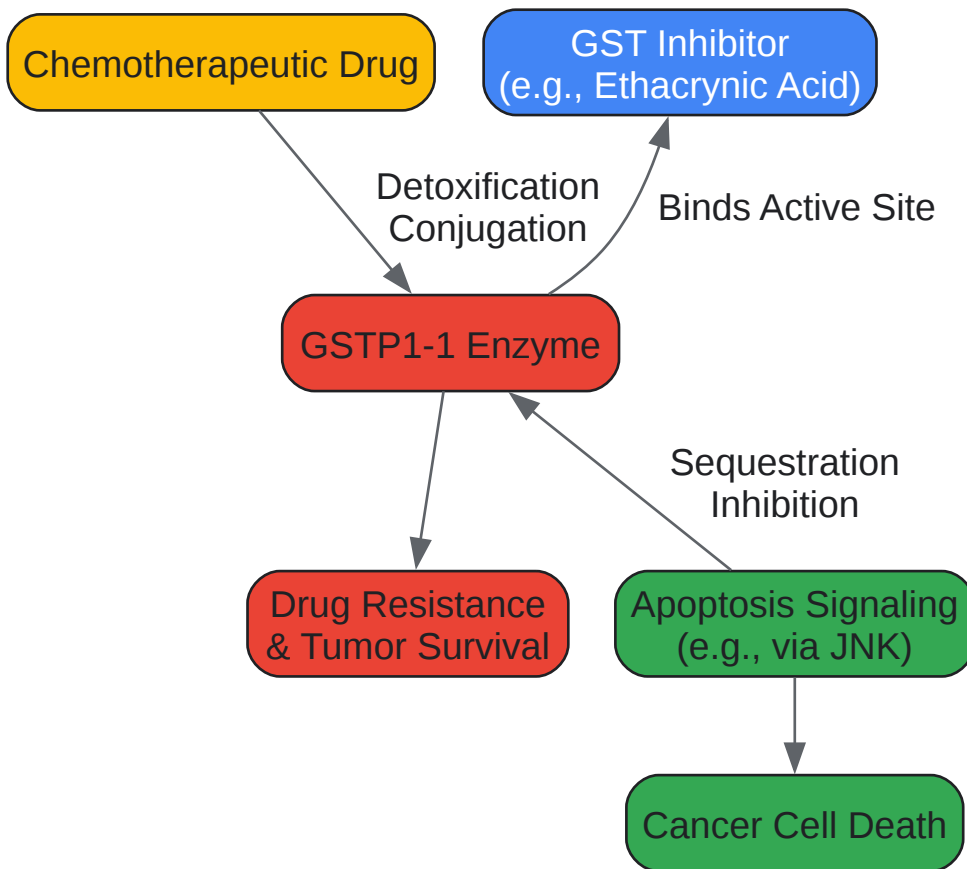 Chemotherapeutic Drug
GST Inhibitor
(e.g., Ethacrynic Acid)
Detoxification
Conjugation
Binds Active Site
GSTP1-1 Enzyme
Sequestration
Inhibition
Drug Resistance
& Tumor Survival
Apoptosis Signaling
(e.g., via JNK)
Cancer Cell Death